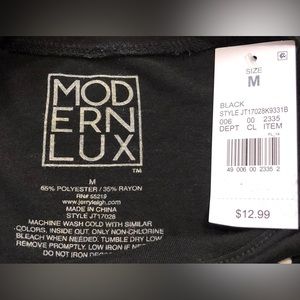 MOD
ERN
LUX
TM
M
65% POLYESTER / 35% RAYON
RN# 55219
www.jerryleigh.com
MADE IN CHINA
STYLE JT17028
MACHINE WASH COLD WITH SIMILAR
COLORS, INSIDE OUT, ONLY NON-CHLORINE
BLEACH WHEN NEEDED. TUMBLE DRY LOW
REMOVE PROMPTLY. LOW IRON IF
DO NOT IRON
SIZE
M
BLACK
STYLE JT17028K9331B
006 00 2335
DEPT CL ITEM
49 006 00 2335 2
$12.99